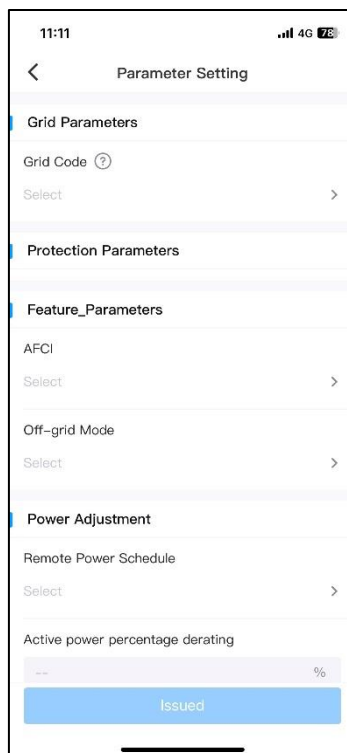 11:11
4G 78
Parameter Setting
Grid Parameters
Grid Code ?
Select
Protection Parameters
Feature_Parameters
AFCI
Select
Off-grid Mode
Select
Power Adjustment
Remote Power Schedule
Select
Active power percentage derating
-- %
Issued